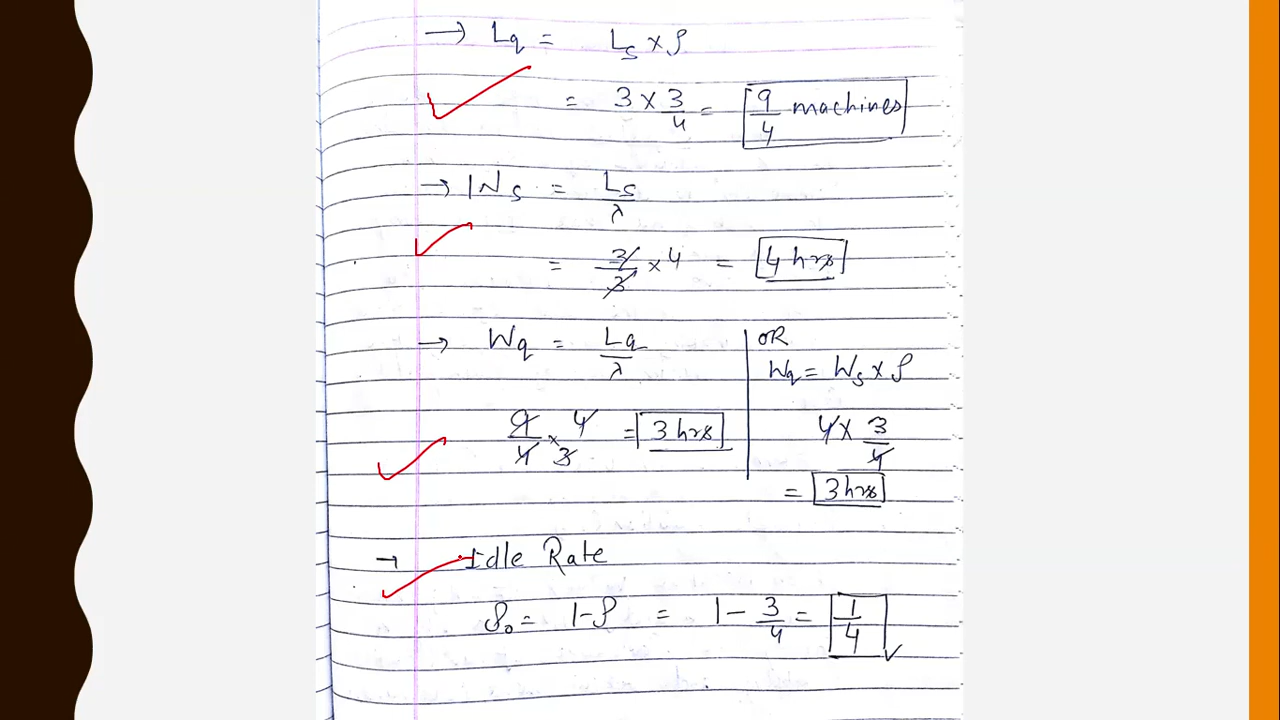 → Lq = Ls × ρ
= 3 × 3/4 = 9/4 machines
→ Ws = Ls/λ
= 3/3 × 4 = 4 hrs
→ Wq = Lq/λ
9/4 × 4/3 = 3 hrs
OR
Wq = Ws × ρ
4 × 3/4
= 3 hrs
→ Idle Rate
ρ₀ = 1-ρ = 1 - 3/4 = 1/4